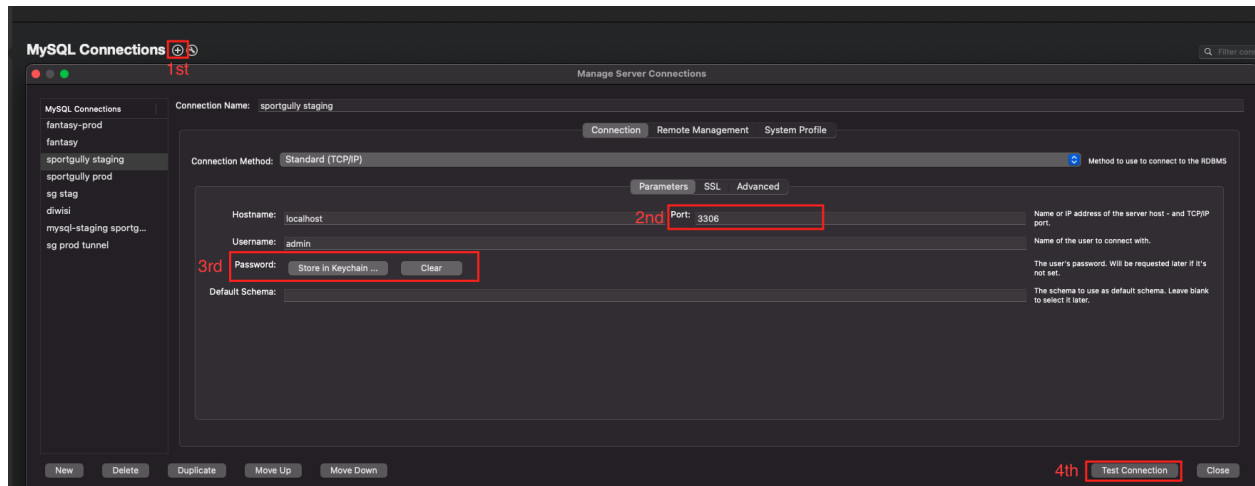 MySQL Connections
1st
Filter con
Manage Server Connections
MySQL Connections
fantasy-prod
fantasy
sportgully staging
sportgully prod
sg stag
diwisi
mysql-staging sportg...
sg prod tunnel
Connection Name: sportgully staging
Connection Remote Management System Profile
Connection Method: Standard (TCP/IP) Method to use to connect to the RDBMS
Parameters SSL Advanced
Hostname: localhost 2nd Port: 3306 Name or IP address of the server host - and TCP/IP
port.
Username: admin Name of the user to connect with.
3rd Password: Store in Keychain ... Clear The user's password. Will be requested later if it's
not set.
Default Schema: The schema to use as default schema. Leave blank
to select it later.
New Delete Duplicate Move Up Move Down 4th Test Connection Close